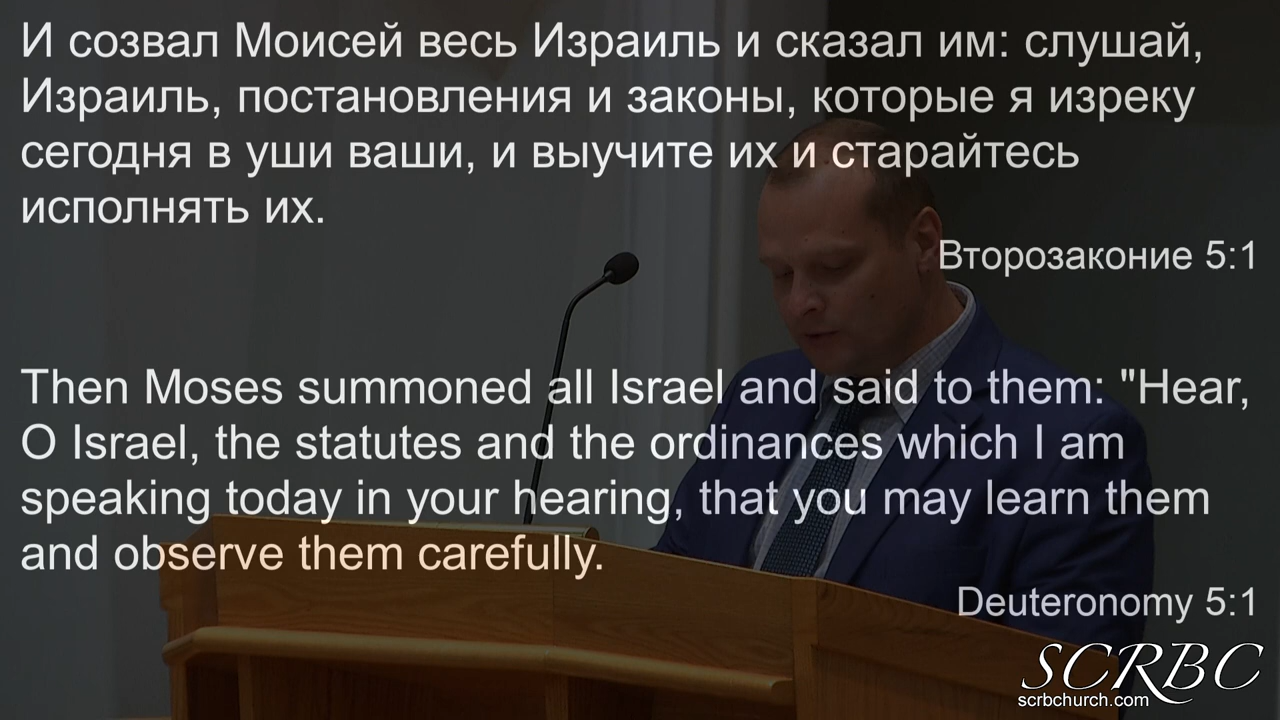 И созвал Моисей весь Израиль и сказал им: слушай,
Израиль, постановления и законы, которые я изреку
сегодня в уши ваши, и выучите их и старайтесь
исполнять их.
Второзаконие 5:1
Then Moses summoned all Israel and said to them: "Hear,
O Israel, the statutes and the ordinances which I am
speaking today in your hearing, that you may learn them
and observe them carefully.
Deuteronomy 5:1
SCRBC
scrbchurch.com